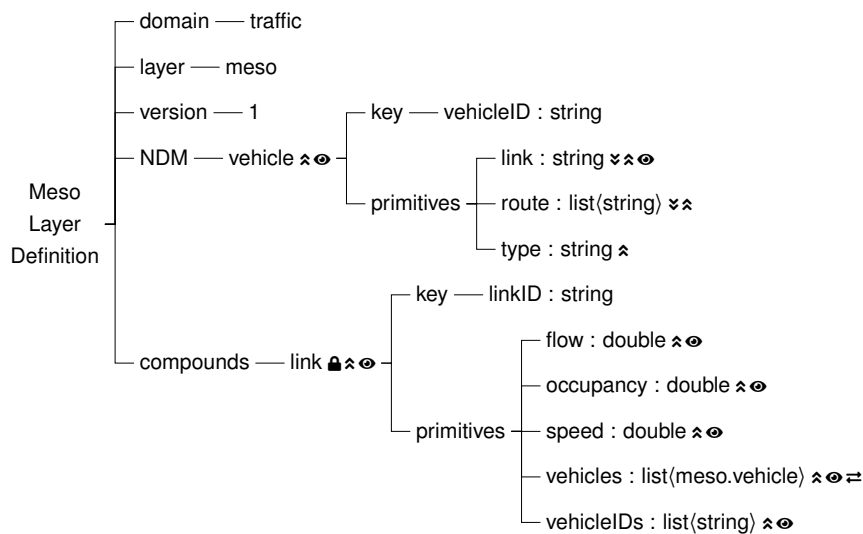 domain traffic
layer meso
version 1
key vehicleID : string
NDM vehicle
link : string
Meso
Layer
Definition
primitives route : list⟨string⟩
type : string
key linkID : string
compounds link
flow : double
occupancy : double
primitives speed : double
vehicles : list⟨meso.vehicle⟩
vehicleIDs : list⟨string⟩